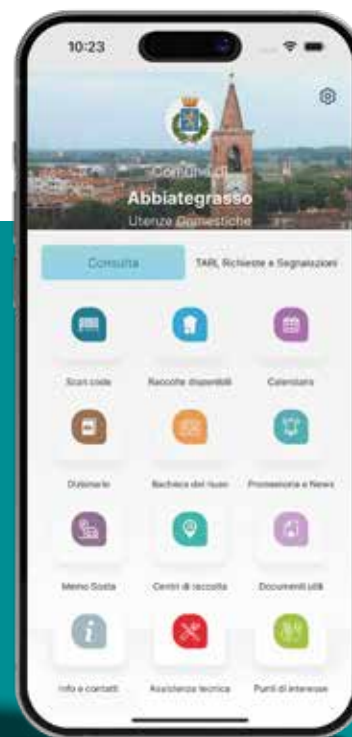 10:23
Comune di
Abbiategrasso
Utenze Domestiche
Consulta TARI, Richieste e Segnalazioni
Scan code Raccolte disponibili Calendario
Dizionario Bacheca del riuso Promemoria e News
Memo Sosta Centri di raccolta Documenti utili
Info e contatti Assistenza tecnica Punti di interesse